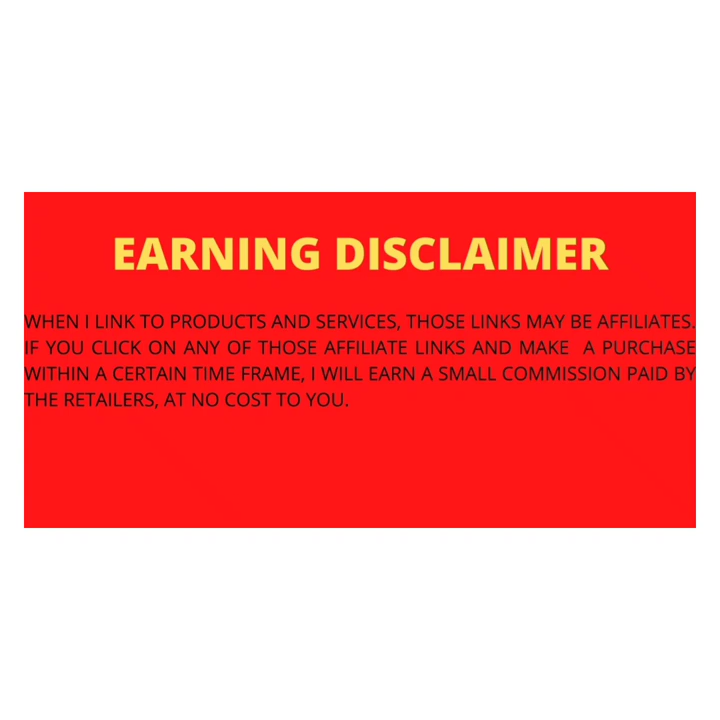 EARNING DISCLAIMER
WHEN I LINK TO PRODUCTS AND SERVICES, THOSE LINKS MAY BE AFFILIATES.
IF YOU CLICK ON ANY OF THOSE AFFILIATE LINKS AND MAKE A PURCHASE
WITHIN A CERTAIN TIME FRAME, I WILL EARN A SMALL COMMISSION PAID BY
THE RETAILERS, AT NO COST TO YOU.